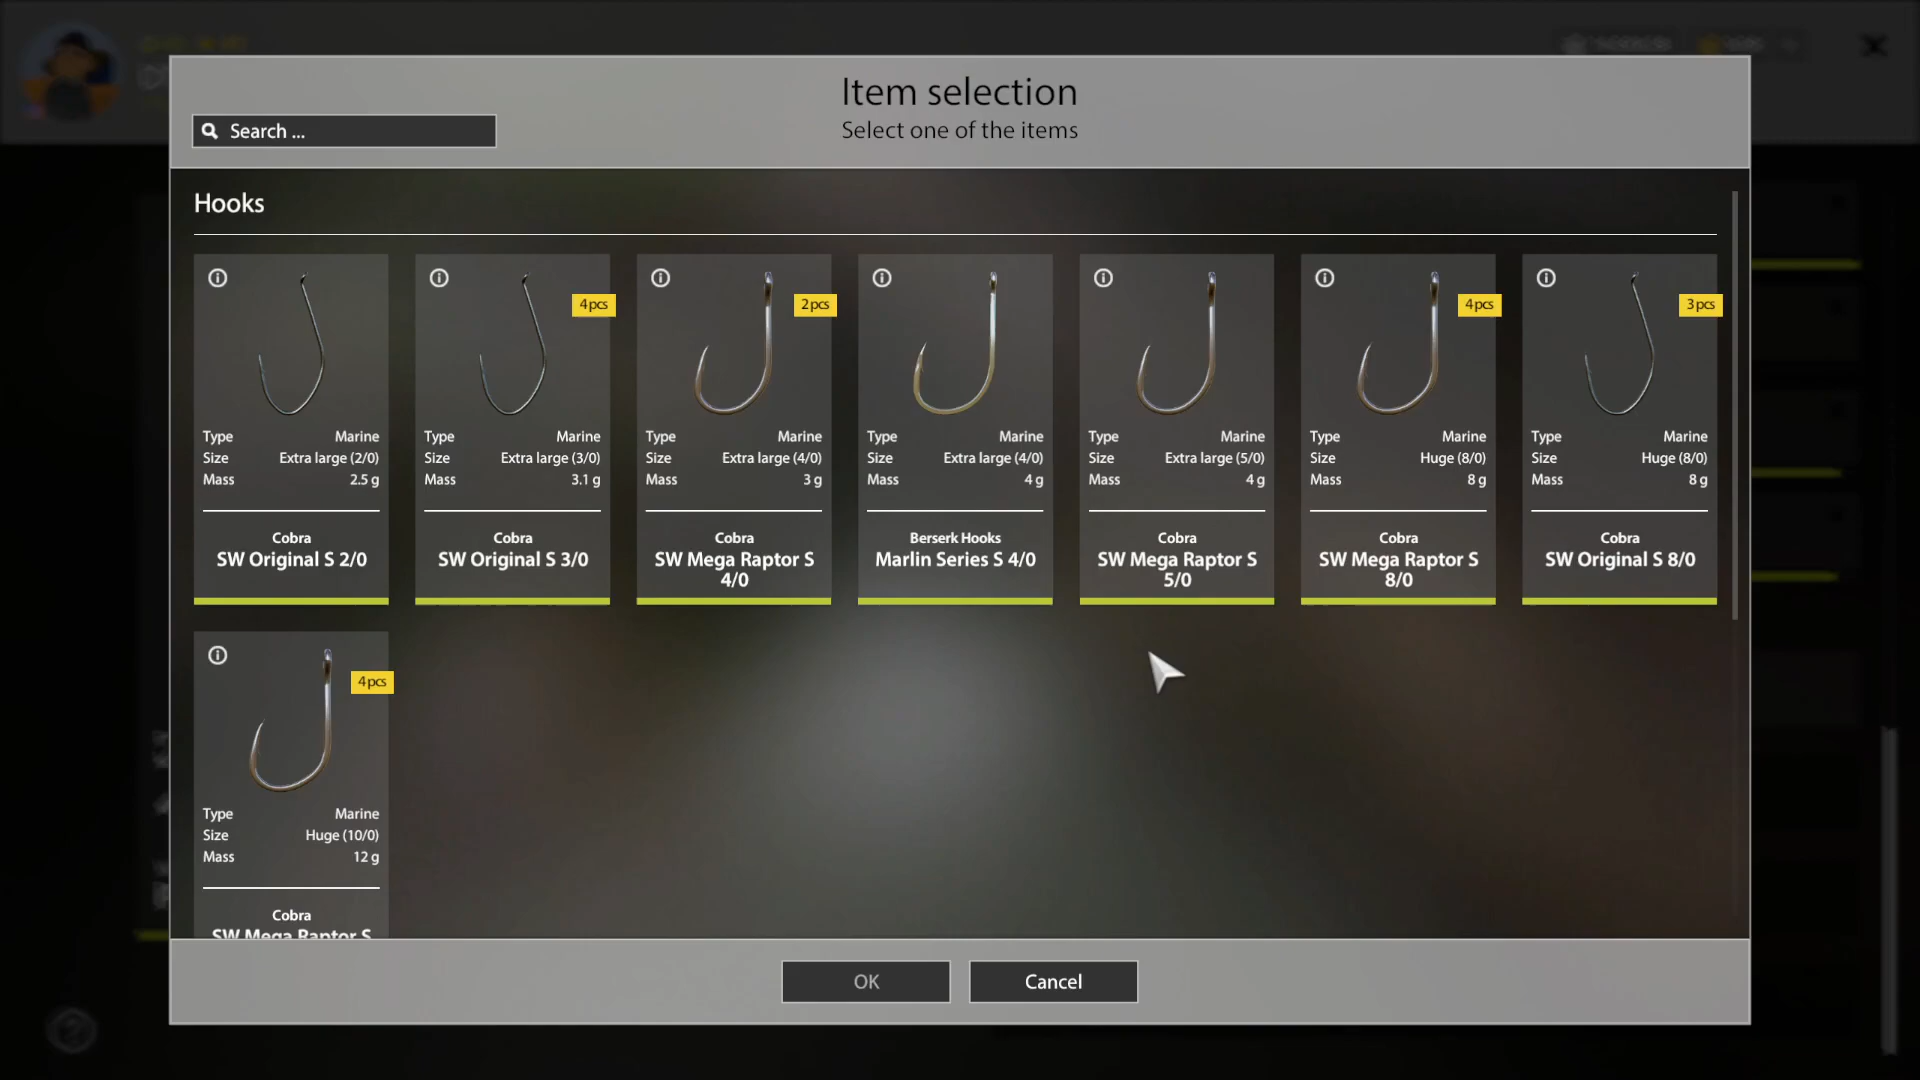 Item selection
Select one of the items
Search ...
Hooks
4pcs
2pcs
4pcs
3pcs
Type Marine
Size Extra large (2/0)
Mass 2.5 g
Cobra
SW Original S 2/0
Type Marine
Size Extra large (3/0)
Mass 3.1 g
Cobra
SW Original S 3/0
Type Marine
Size Extra large (4/0)
Mass 3 g
Cobra
SW Mega Raptor S
4/0
Type Marine
Size Extra large (4/0)
Mass 4 g
Berserk Hooks
Marlin Series S 4/0
Type Marine
Size Extra large (5/0)
Mass 4 g
Cobra
SW Mega Raptor S
5/0
Type Marine
Size Huge (8/0)
Mass 8 g
Cobra
SW Mega Raptor S
8/0
Type Marine
Size Huge (8/0)
Mass 8 g
Cobra
SW Original S 8/0
4pcs
Type Marine
Size Huge (10/0)
Mass 12 g
Cobra
SW Mega Raptor S
OK
Cancel